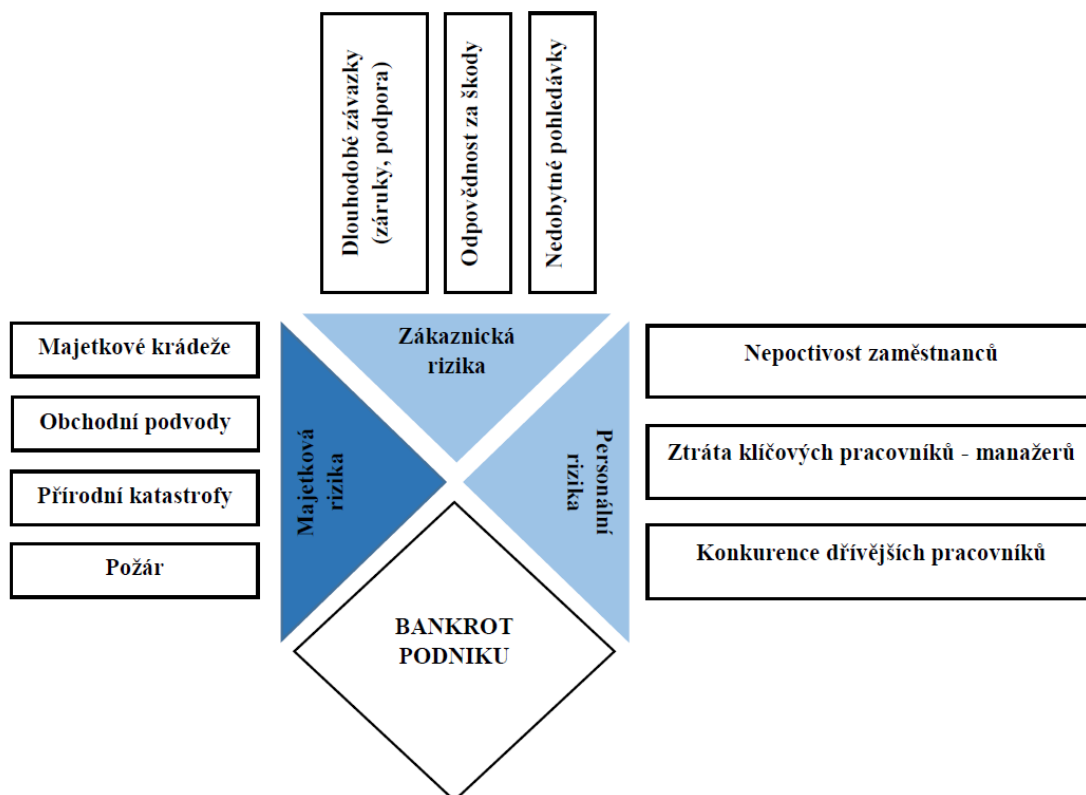 Dlouhodobé závazky
(záruky, podpora)
Odpovědnost za škody
Nedobytné pohledávky
Majetkové krádeže
Obchodní podvody
Přírodní katastrofy
Požár
Zákaznická
rizika
Majetková
rizika
Personální
rizika
Nepoctivost zaměstnanců
Ztráta klíčových pracovníků - manažerů
Konkurence dřívějších pracovníků
BANKROT
PODNIKU